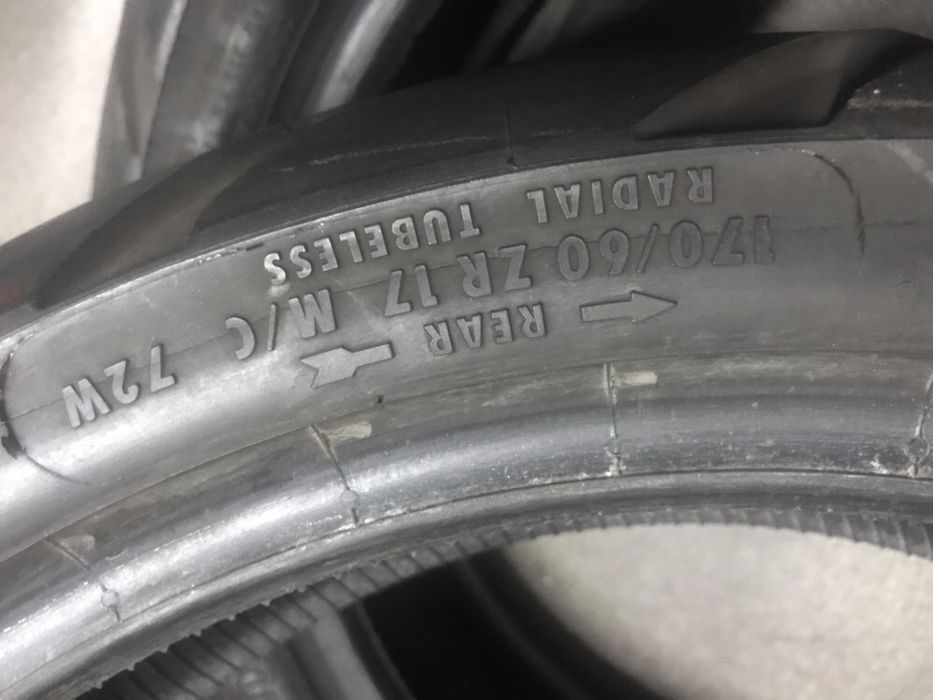 REAR
170/60 ZR 17 M/C 72W
RADIAL TUBELESS